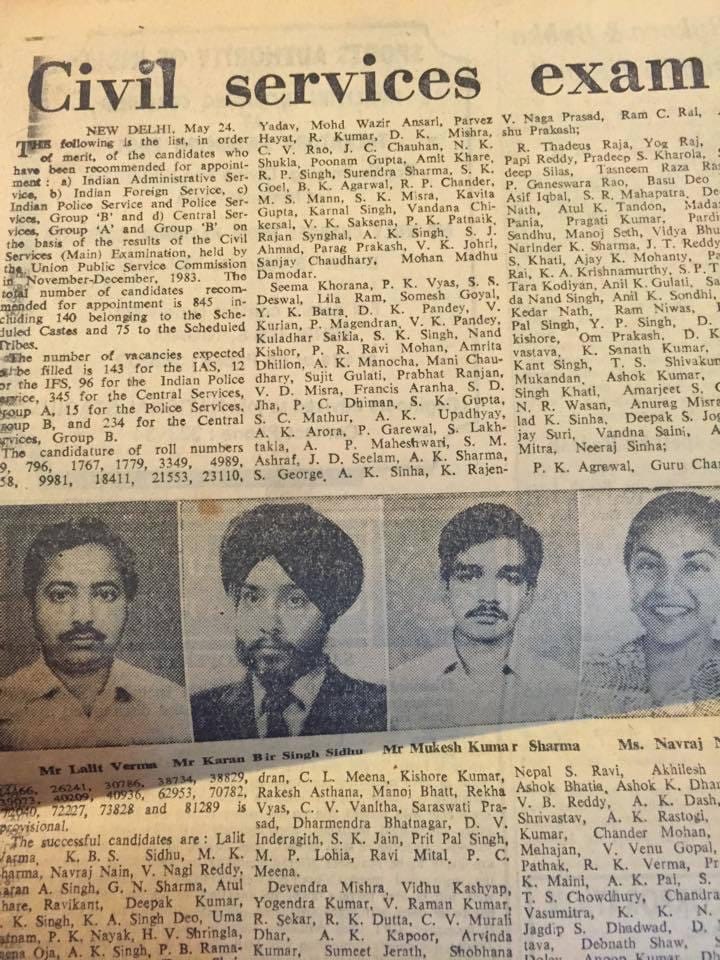 Civil services exam
NEW DELHI, May 24.
THE following is the list, in order
of merit, of the candidates who
have been recommended for appoint-
ment: a) Indian Administrative Ser-
vice, b) Indian Foreign Service, c)
Indian Police Service and Police Ser-
vices, Group 'B' and d) Central Ser-
vices, Group 'A' and Group 'B' on
the basis of the results of the Civil
Services (Main) Examination, held by
the Union Public Service Commission
in November-December, 1983. The
total number of candidates recom-
mended for appointment is 845 in-
cluding 140 belonging to the Sche-
duled Castes and 75 to the Scheduled
Tribes.
The number of vacancies expected
be filled is 143 for the IAS, 12
or the IFS, 96 for the Indian Police
service, 345 for the Central Services,
Group A, 15 for the Police Services,
Group B, and 234 for the Central
Services, Group B.
The candidature of roll numbers
9, 796, 1767, 1779, 3349, 4989,
58, 9981, 18411, 21553, 23110,
Yadav, Mohd Wazir Ansari, Parvez
Hayat, R. Kumar, D. K. Mishra,
C. V. Rao, J. C. Chauhan, N. K.
Shukla, Poonam Gupta, Amit Khare,
R. P. Singh, Surendra Sharma, S. K.
Goel, B. K. Agarwal, R. P. Chander,
M. S. Mann, S. K. Misra, Kavita
Gupta, Karnal Singh, Vandana Chi-
kersal, V. K. Saksena, P. K. Patnaik,
Rajan Synghal, A. K. Singh, S. J.
Ahmad, Parag Prakash, V. K. Johri,
Sanjay Chaudhary, Mohan Madhu
Damodar.
Seema Khorana, P. K. Vyas, S. S.
Deswal, Lila Ram, Somesh Goyal,
Y. K. Batra, D. K. Pandey, V.
Kurian, P. Magendran, V. K. Pandey,
Kuladhar Saikla, S. K. Singh, Nand
Kishor, P. R. Ravi Mohan, Amrita
Dhillon, A. K. Manocha, Mani Chau-
dhary, Sujit Gulati, Prabhat Ranjan,
V. D. Misra, Francis Aranha, S. D.
Jha, P. C. Dhiman, S. K. Gupta,
S. C. Mathur, A. K. Upadhyay,
A. K. Arora, P. Garewal, S. Lakh-
takla, A. P. Maheshwari, S. M.
Ashraf, J. D. Seelam, A. K. Sharma,
S. George, A. K. Sinha, K. Rajen-
V. Naga Prasad, Ram C. Rai,
shu Prakash;
R. Thadeus Raja, Yog Raj,
Papi Reddy, Pradeep S. Kharola,
deep Silas, Tasneem Raza
P. Ganeswara Rao, Basu Deo
Asif Iqbal, S. R. Mahapatra, De
Nath, Atul K. Tandon, Madas
Pania, Pragati Kumar, Pardi
Sandhu, Manoj Seth, Vidya Bhu
Narinder K. Sharma, J. T. Reddy
S. Khati, Ajay K. Mohanty, Pa
Rai, K. A. Krishnamurthy, S. P. T
Tara Kodiyan, Anil K. Gulati, Sa
da Nand Singh, Anil K. Sondhi,
Kedar Nath, Ram Niwas,
Pal Singh, Y. P. Singh, D.
kishore, Om Prakash, D. K
vastava, K. Sanath Kumar,
Kant Singh, T. S. Shivakum
Mukandan, Ashok Kumar,
Singh Khati, Amarjeet S. C
N. R. Wasan, Anurag Misra
lad K. Sinha, Deepak S. Jog
jay Suri, Vandna Saini, A
Mitra, Neeraj Sinha;
P. K. Agrawal, Guru Cha
Mr Lalit Verma Mr Karan Bir Singh Sidhu Mr Mukesh Kumar Sharma Ms. Navraj N
26241, 30786, 38734, 38829,
40209, 40936, 62953, 70782,
72227, 73828 and 81289 is
provisional.
The successful candidates are: Lalit
Varma, K. B. S. Sidhu, M. K.
Sharma, Navraj Nain, V. Nagi Reddy,
Karan A. Singh, G. N. Sharma, Atul
Khare, Ravikant, Deepak Kumar,
K. Singh, K. A. Singh Deo, Uma
P. K. Nayak, H. V. Shringla,
Oja, A. K. Singh, P. B. Rama-
dran, C. L. Meena, Kishore Kumar,
Rakesh Asthana, Manoj Bhatt, Rekha
Vyas, C. V. Vanltha, Saraswati Pra-
sad, Dharmendra Bhatnagar, D. V.
Inderagith, S. K. Jain, Prit Pal Singh,
M. P. Lohia, Ravi Mital, P. C.
Meena.
Devendra Mishra, Vidhu Kashyap,
Yogendra Kumar, V. Raman Kumar,
R. Sekar, R. K. Dutta, C. V. Murali
Dhar, A. K. Kapoor, Arvinda
Kumar, Sumeet Jerath, Shobhana
Nepal S. Ravi, Akhilesh
Ashok Bhatia, Ashok K. Dhar
V. B. Reddy, A. K. Dash,
Shrivastav, A. K. Rastogi,
Kumar, Chander Mohan,
Mahajan, V. Venu Gopal,
Pathak, R. K. Verma, Pr
K. Maini, A. K. Pal, S.
T. S. Chowdhury, Chandra
Vasumitra, K. K. N.
Jagdip S. Dhadwad, D.
tava, Debnath Shaw, S